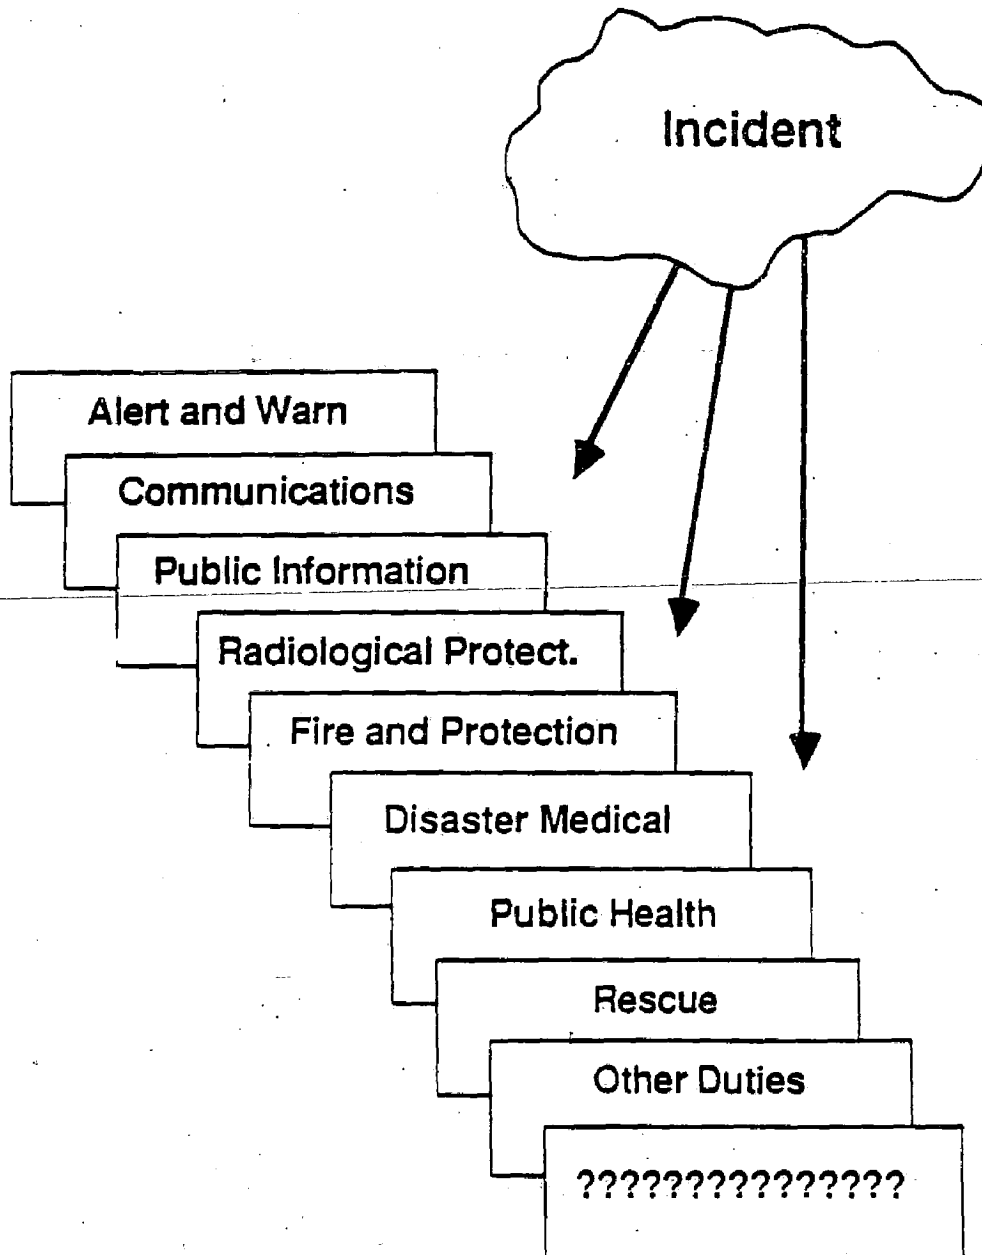 Incident
Alert and Warn
Communications
Public Information
Radiological Protect.
Fire and Protection
Disaster Medical
Public Health
Rescue
Other Duties
???????????????